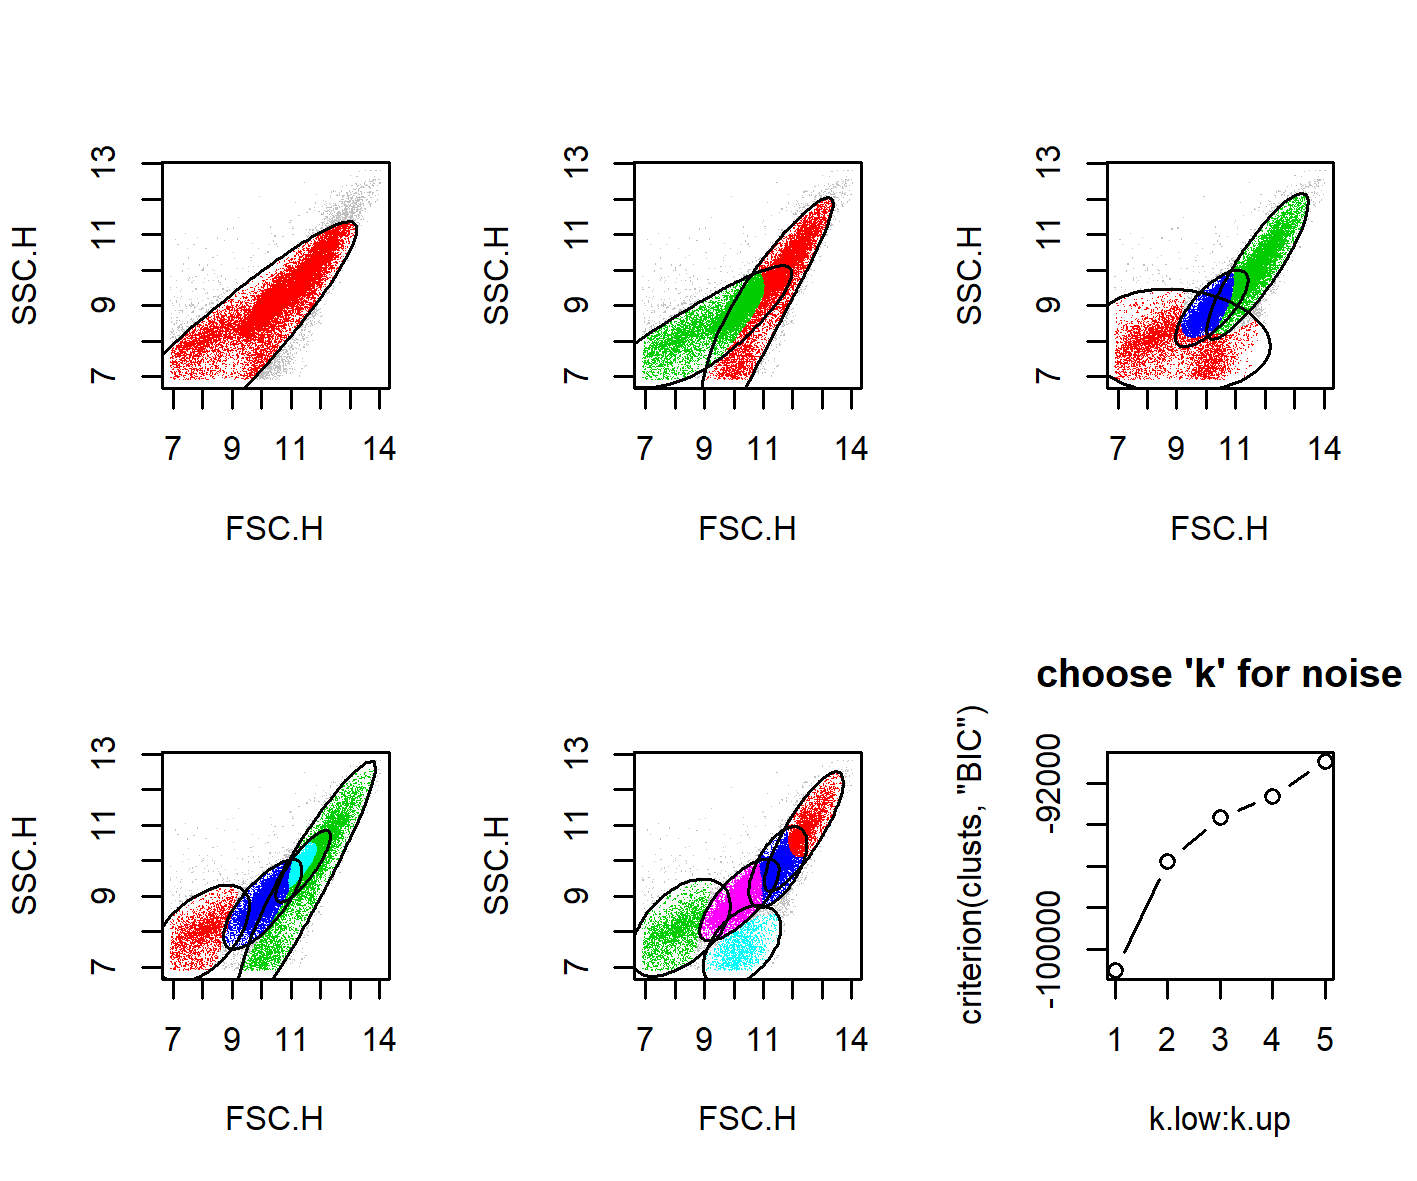 SSC.H
13
11
9
7
7 9 11 14
FSC.H
SSC.H
13
11
9
7
7 9 11 14
FSC.H
SSC.H
13
11
9
7
7 9 11 14
FSC.H
SSC.H
13
11
9
7
7 9 11 14
FSC.H
SSC.H
13
11
9
7
7 9 11 14
FSC.H
choose 'k' for noise
criterion(clusts, "BIC")
-92000
-100000
1 2 3 4 5
k.low:k.up